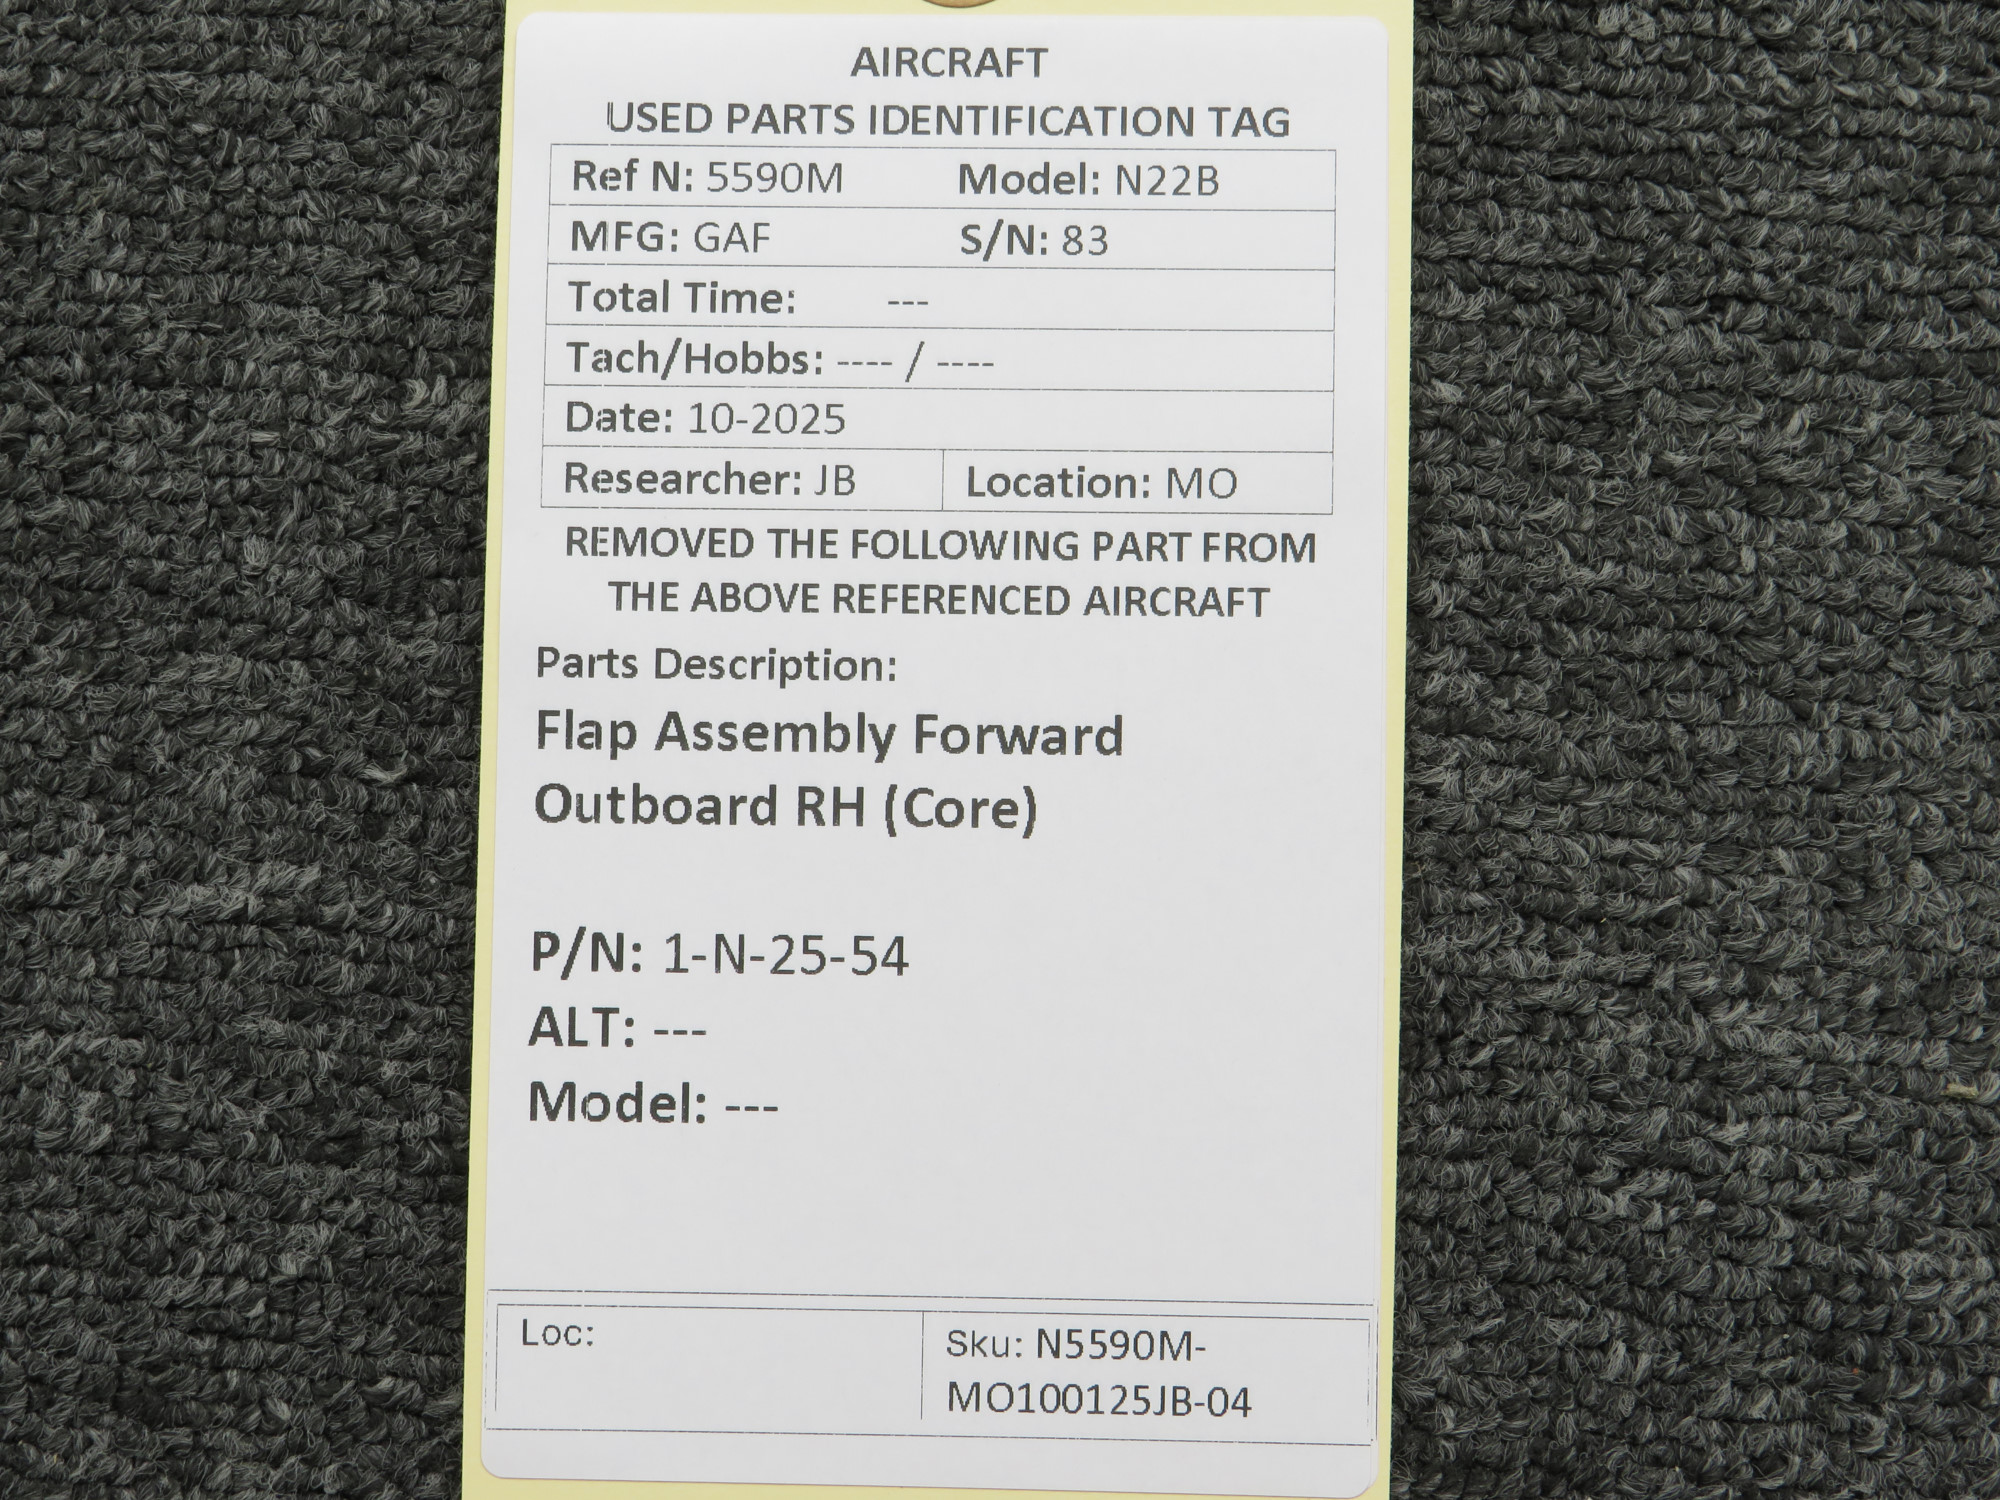 AIRCRAFT
USED PARTS IDENTIFICATION TAG
Ref N: 5590M Model: N22B
MFG: GAF S/N: 83
Total Time: ---
Tach/Hobbs: ---- / ----
Date: 10-2025
Researcher: JB Location: MO
REMOVED THE FOLLOWING PART FROM
THE ABOVE REFERENCED AIRCRAFT
Parts Description:
Flap Assembly Forward
Outboard RH (Core)
P/N: 1-N-25-54
ALT: ---
Model: ---
Loc:
Sku: N5590M-
MO100125JB-04